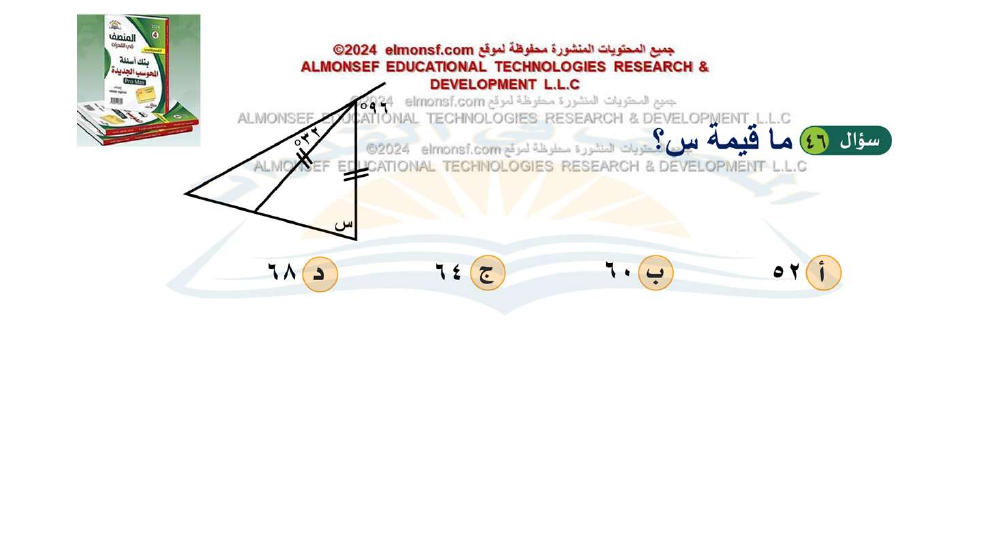 جميع المحتويات المنشورة محفوظة لموقع elmonsf.com ©2024
ALMONSEF EDUCATIONAL TECHNOLOGIES RESEARCH &
DEVELOPMENT L.L.C
جميع المحتويات المنشورة محفوظة لموقع elmonsf.com ©2024
ALMONSEF EDUCATIONAL TECHNOLOGIES RESEARCH & DEVELOPMENT L.L.C
سؤال ٤٦ ما قيمة س؟
المحتويات المنشورة محفوظة لموقع elmonsf.com ©2024
ALMONSEF EDUCATIONAL TECHNOLOGIES RESEARCH & DEVELOPMENT L.L.C
°٩٦
°٣٢
س
أ ٥٢
ب ٦٠
ج ٦٤
د ٦٨
المنصف
في القدرات
بنك أسئلة
المحوسب الجديدة